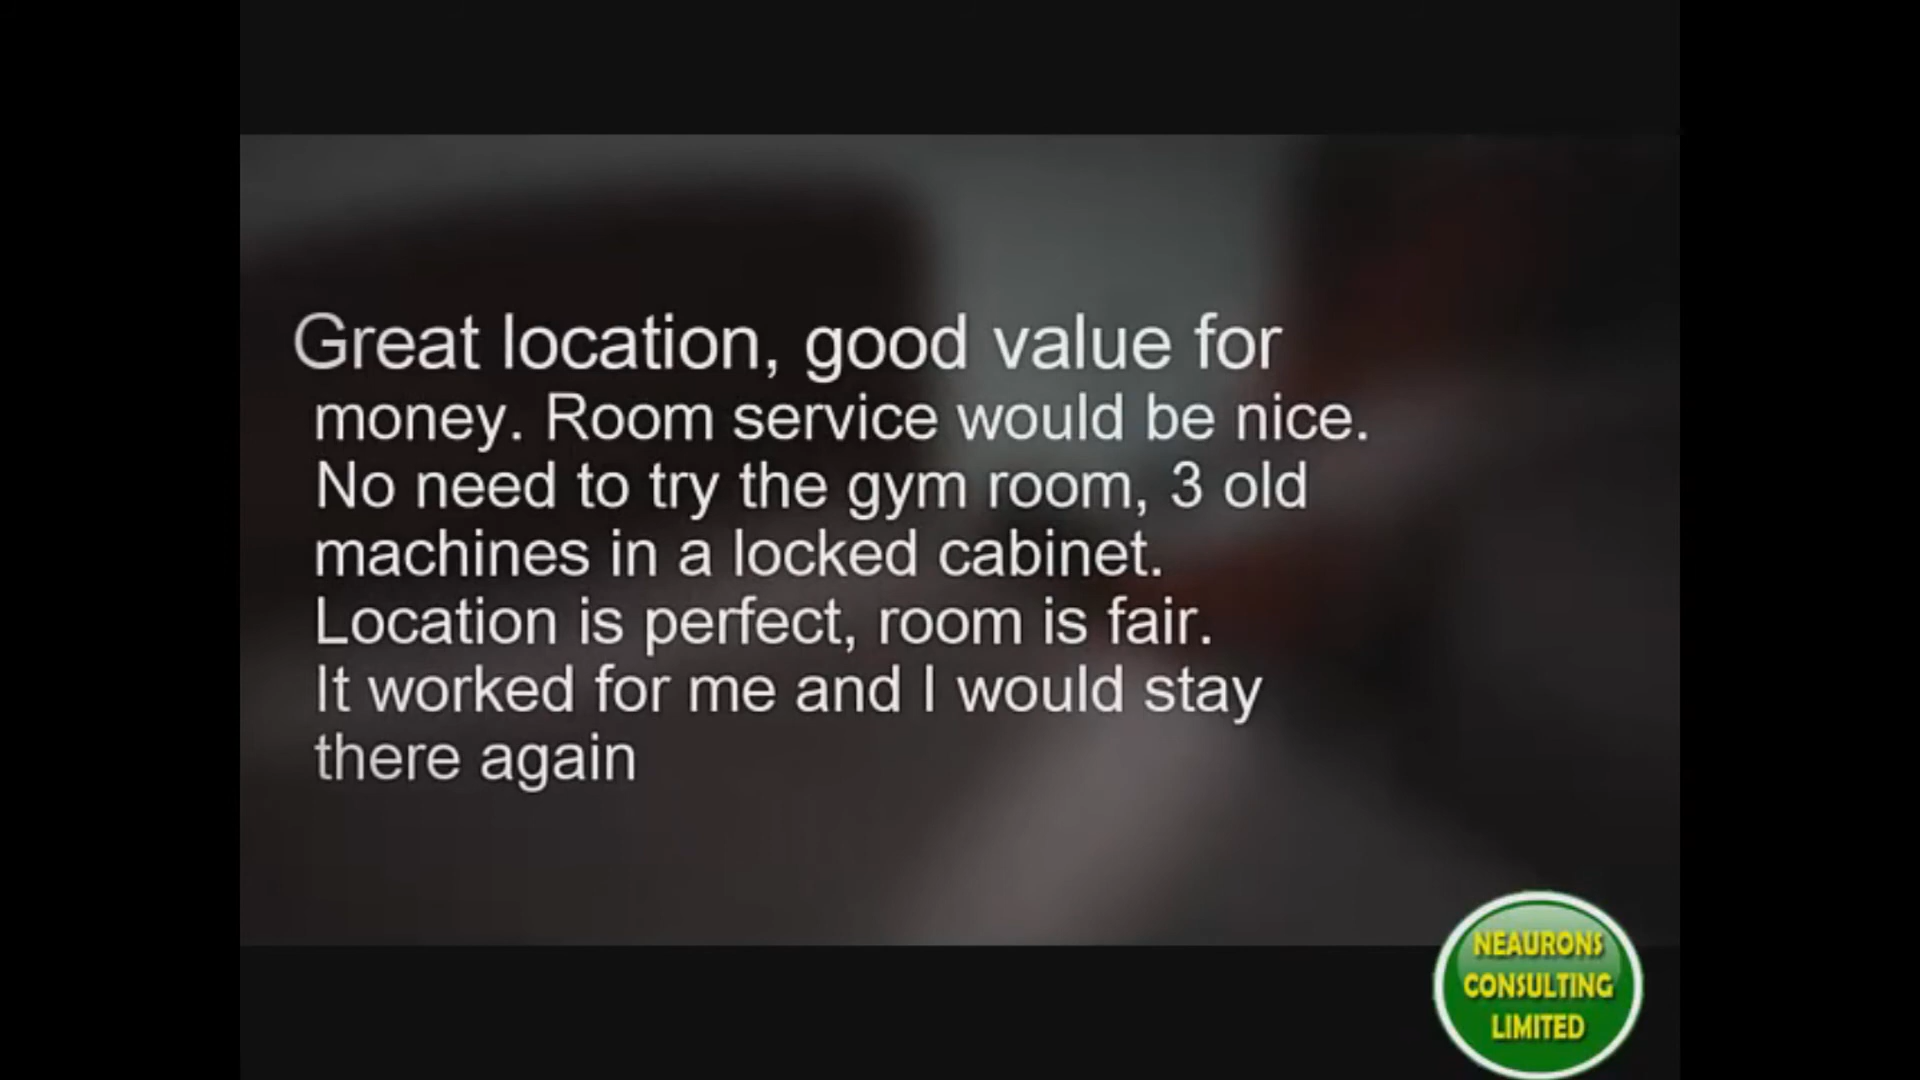 Great location, good value for
money. Room service would be nice.
No need to try the gym room, 3 old
machines in a locked cabinet.
Location is perfect, room is fair.
It worked for me and I would stay
there again
NEAURONS
CONSULTING
LIMITED